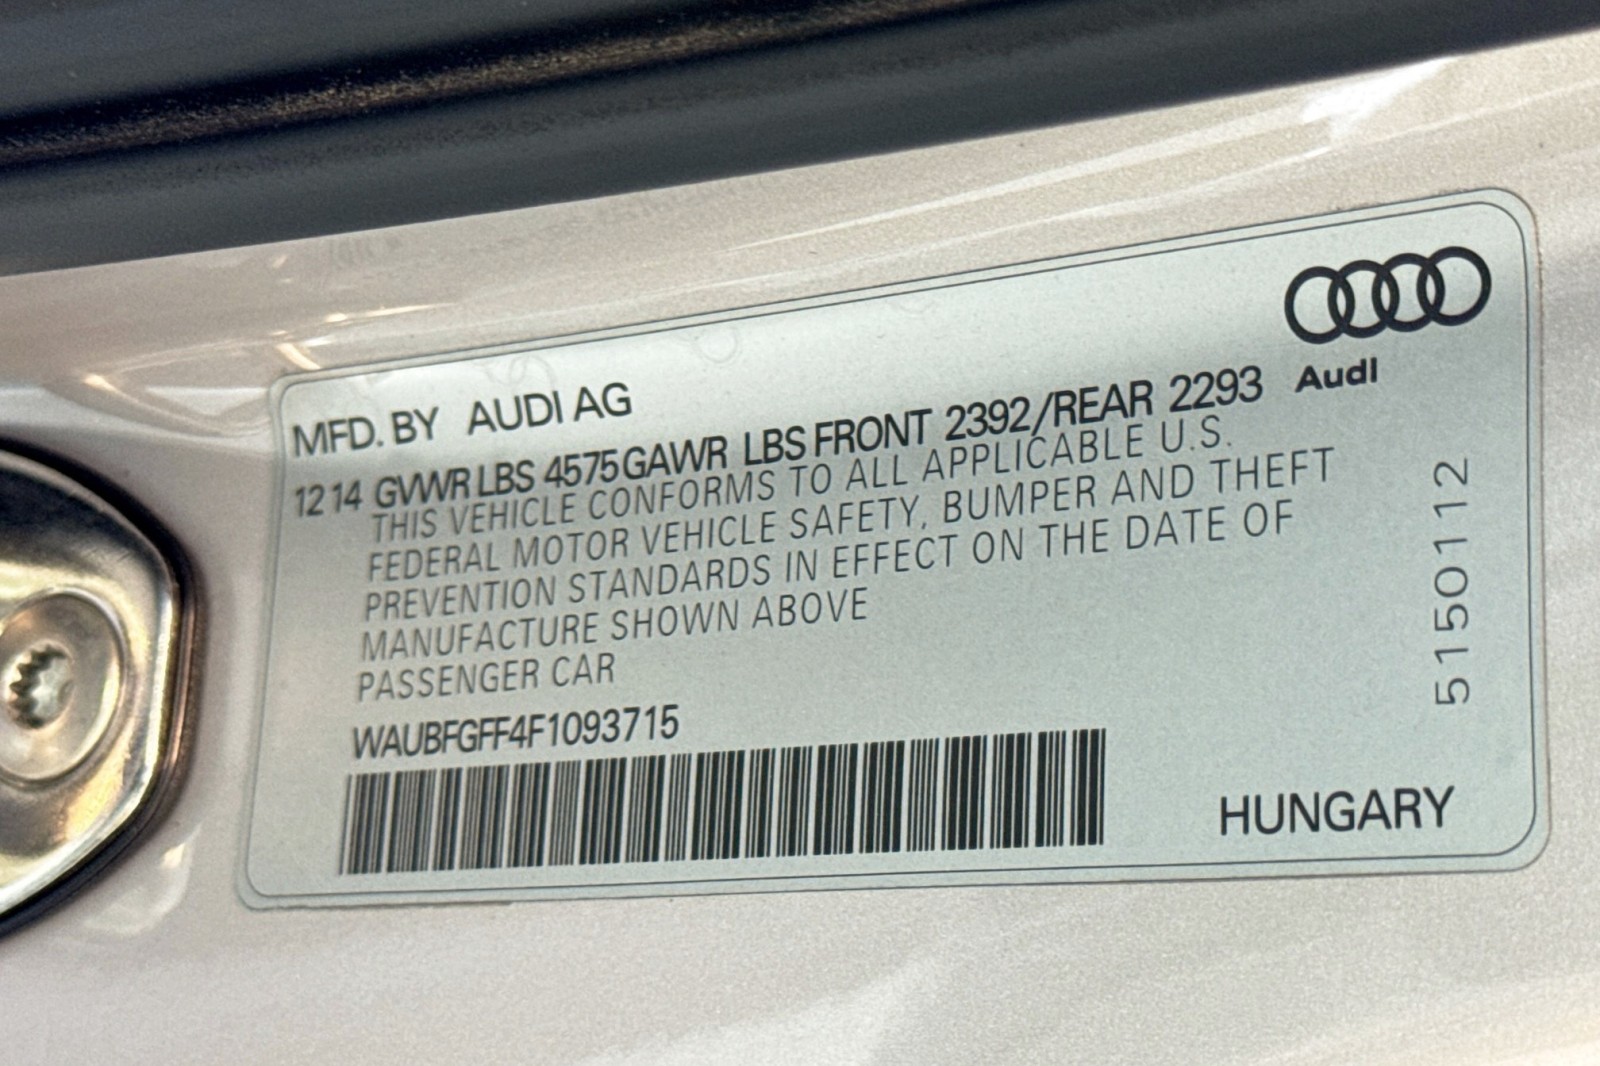 Audi
MFD. BY AUDI AG
12 14 GVWR LBS 4575 GAWR LBS FRONT 2392/REAR 2293
THIS VEHICLE CONFORMS TO ALL APPLICABLE U.S.
FEDERAL MOTOR VEHICLE SAFETY, BUMPER AND THEFT
PREVENTION STANDARDS IN EFFECT ON THE DATE OF
MANUFACTURE SHOWN ABOVE
PASSENGER CAR
WAUBFGFF4F1093715
HUNGARY
5150112